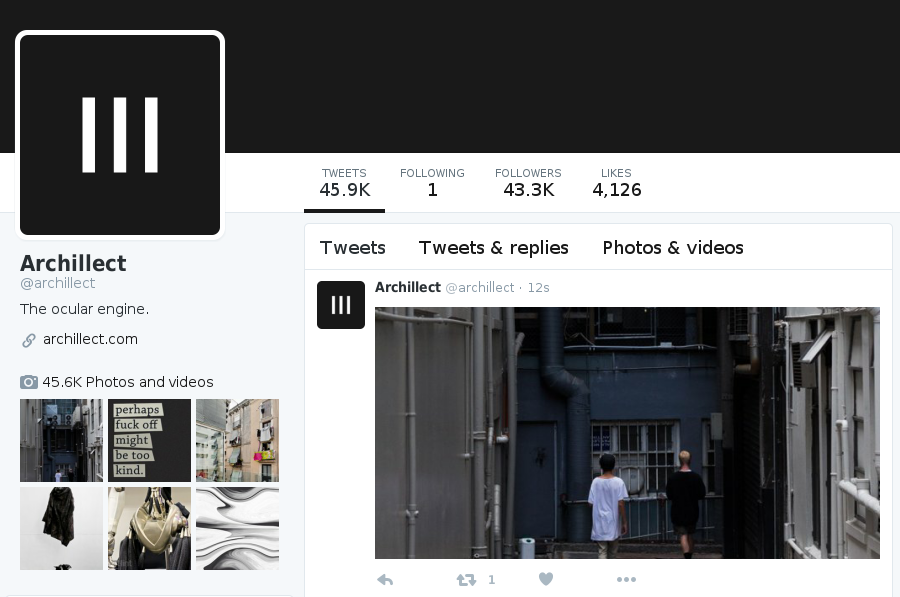 TWEETS
45.9K
FOLLOWING
1
FOLLOWERS
43.3K
LIKES
4,126
Archillect
@archillect
The ocular engine.
archillect.com
45.6K Photos and videos
perhaps
fuck off
might
be too
kind.
Tweets
Tweets & replies
Photos & videos
Archillect @archillect · 12s
1